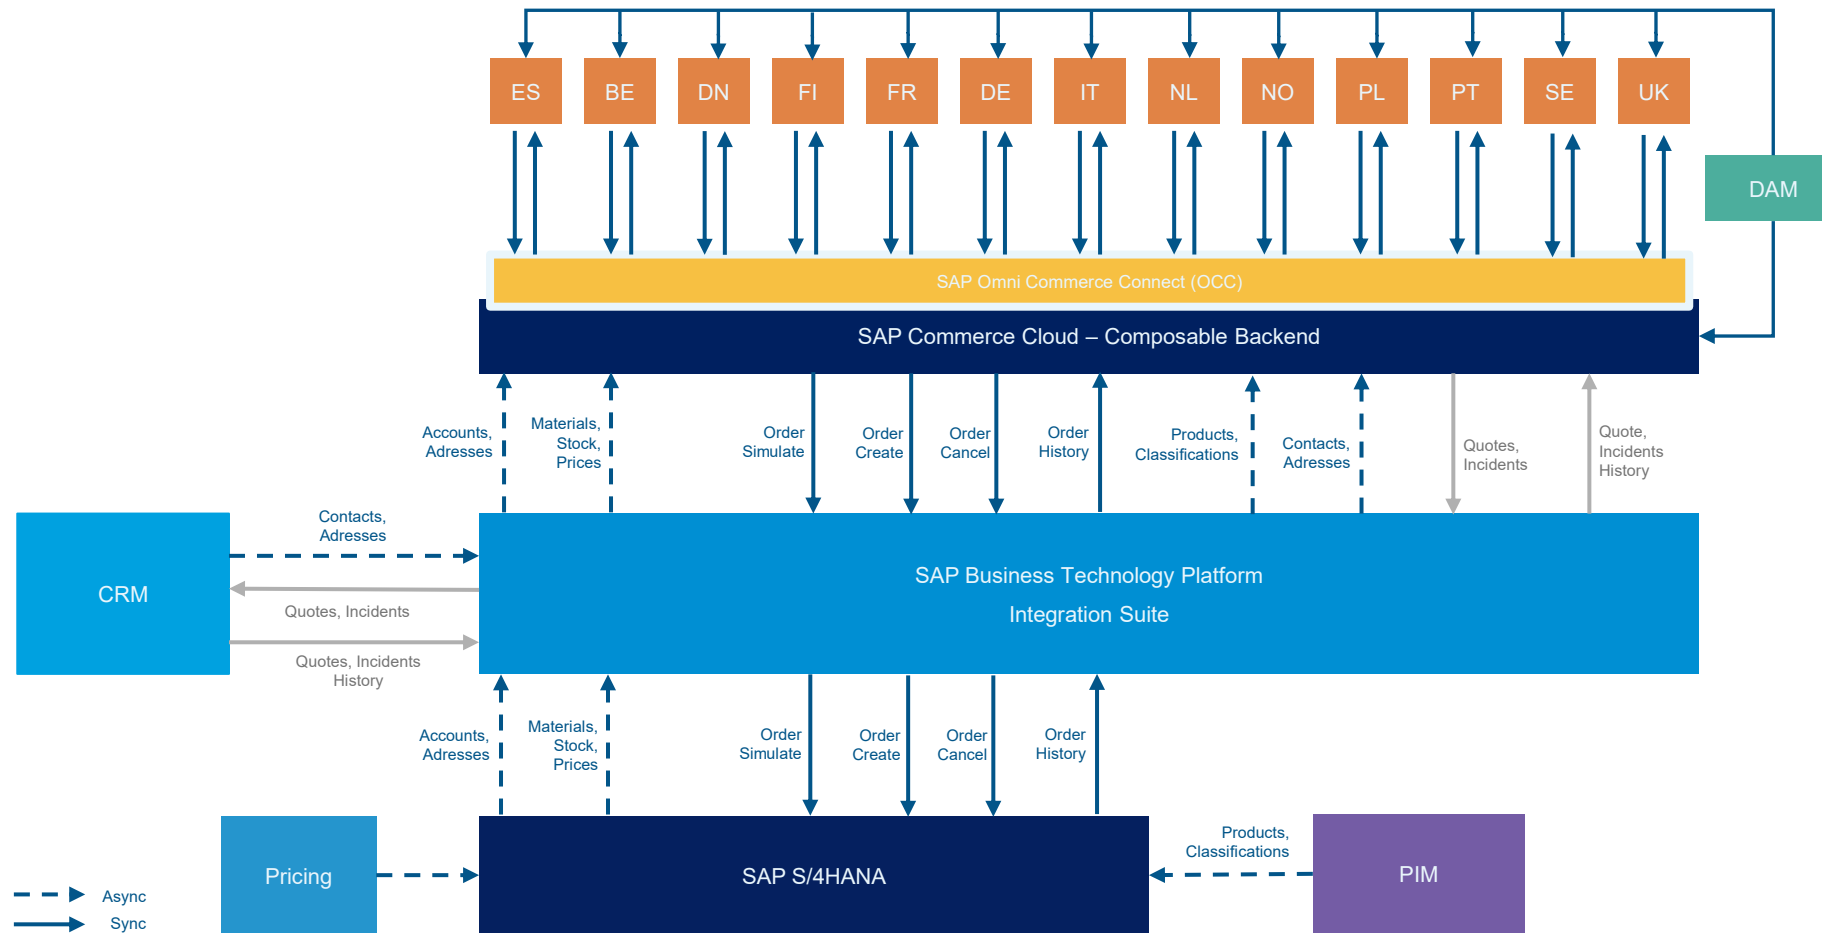 ES BE DN FI FR DE IT NL NO PL PT SE UK
DAM
SAP Omni Commerce Connect (OCC)
SAP Commerce Cloud – Composable Backend
Accounts,
Adresses
Materials,
Stock,
Prices
Order
Simulate
Order
Create
Order
Cancel
Order
History
Products,
Classifications
Contacts,
Adresses
Quotes,
Incidents
Quote,
Incidents
History
Contacts,
Adresses
CRM
Quotes, Incidents
Quotes, Incidents
History
SAP Business Technology Platform
Integration Suite
Accounts,
Adresses
Materials,
Stock,
Prices
Order
Simulate
Order
Create
Order
Cancel
Order
History
Pricing
SAP S/4HANA
Products,
Classifications
PIM
Async
Sync